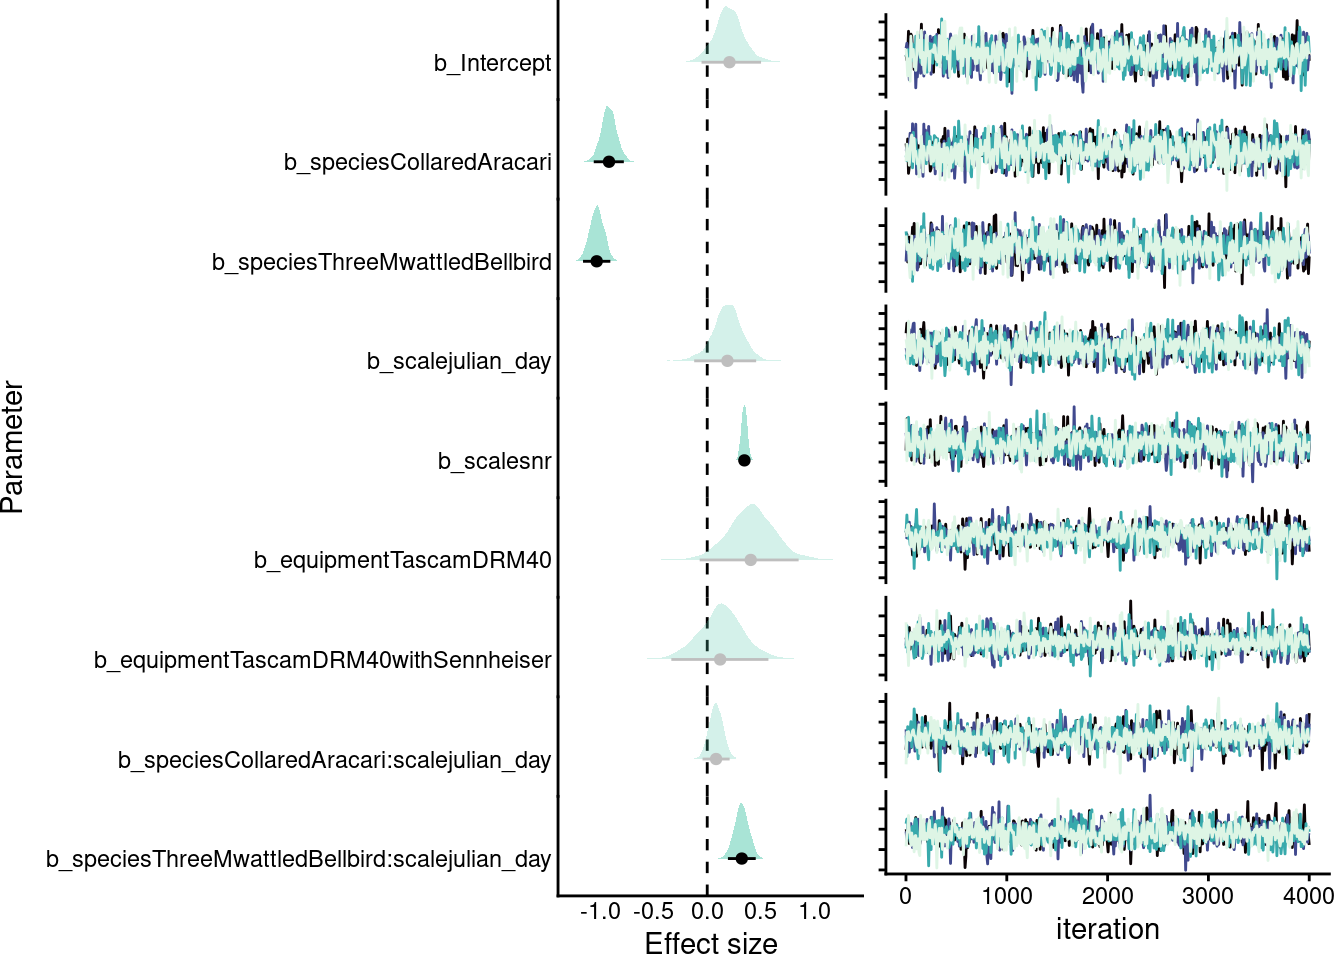 Parameter
b_Intercept
b_speciesCollaredAracari
b_speciesThreeMwattledBellbird
b_scalejulian_day
b_scalesnr
b_equipmentTascamDRM40
b_equipmentTascamDRM40withSennheiser
b_speciesCollaredAracari:scalejulian_day
b_speciesThreeMwattledBellbird:scalejulian_day
-1.0 -0.5 0.0 0.5 1.0
Effect size
0 1000 2000 3000 4000
iteration